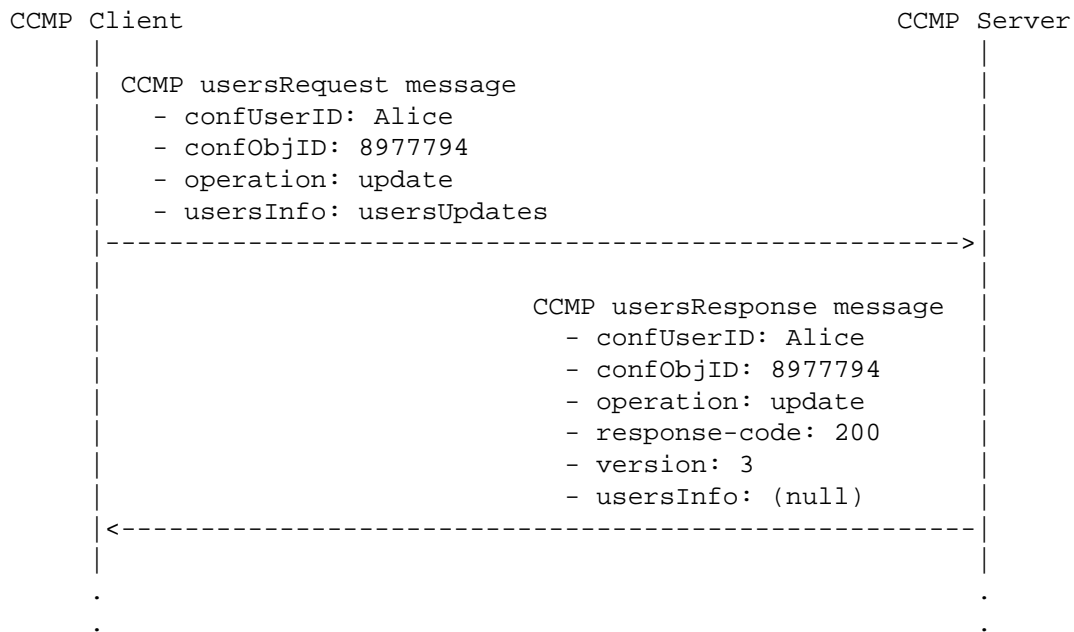 CCMP Client CCMP Server
CCMP usersRequest message
- confUserID: Alice
- confObjID: 8977794
- operation: update
- usersInfo: usersUpdates
CCMP usersResponse message
- confUserID: Alice
- confObjID: 8977794
- operation: update
- response-code: 200
- version: 3
- usersInfo: (null)